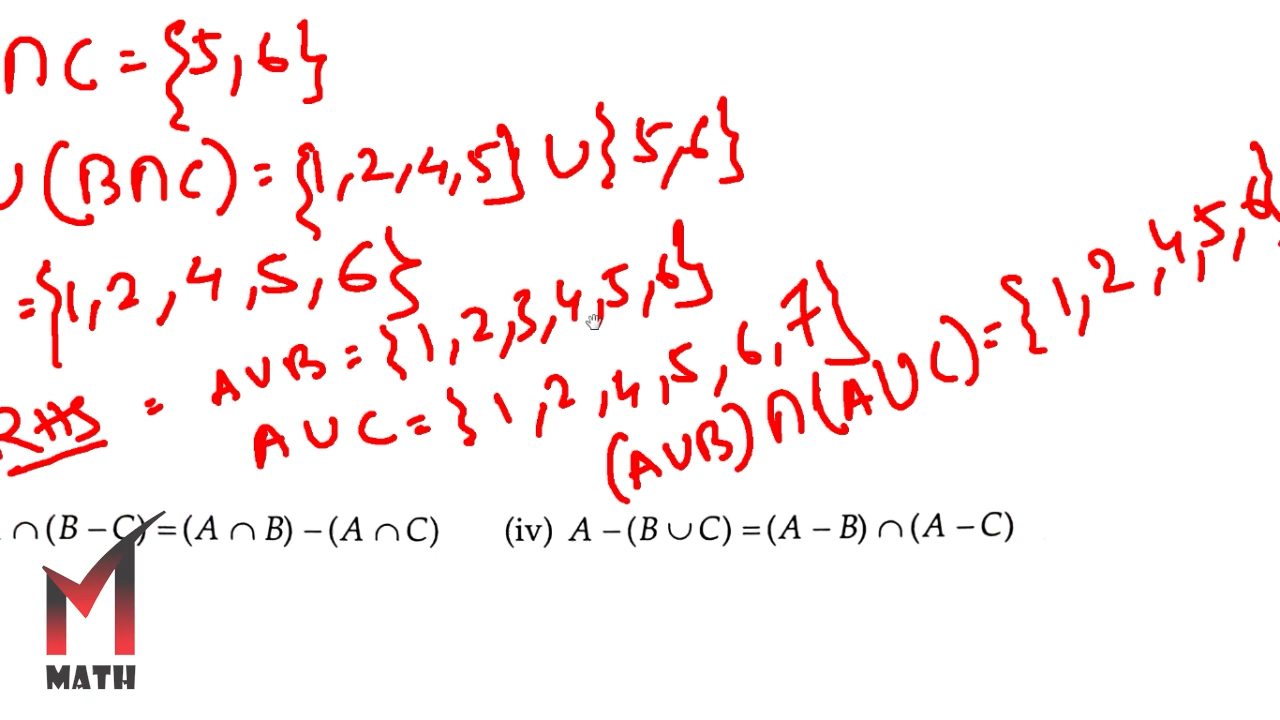 ∩C = {5, 6}
∪ (B∩C) = {1, 2, 4, 5} ∪ {5, 6}
= {1, 2, 4, 5, 6}
RHS = A∪B = {1, 2, 3, 4, 5, 6}
A∪C = {1, 2, 4, 5, 6, 7}
(A∪B) ∩ (A∪C) = {1, 2, 4, 5, 6}
∩ (B − C) = (A ∩ B) − (A ∩ C) (iv) A − (B ∪ C) = (A − B) ∩ (A − C)
MATH